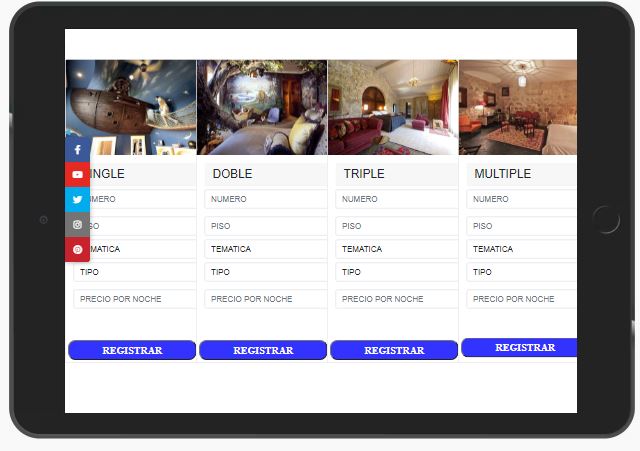 INGLE
NUMERO
ISO
EMATICA
TIPO
PRECIO POR NOCHE
REGISTRAR
DOBLE
NUMERO
PISO
TEMATICA
TIPO
PRECIO POR NOCHE
REGISTRAR
TRIPLE
NUMERO
PISO
TEMATICA
TIPO
PRECIO POR NOCHE
REGISTRAR
MULTIPLE
NUMERO
PISO
TEMATICA
TIPO
PRECIO POR NOCHE
REGISTRAR